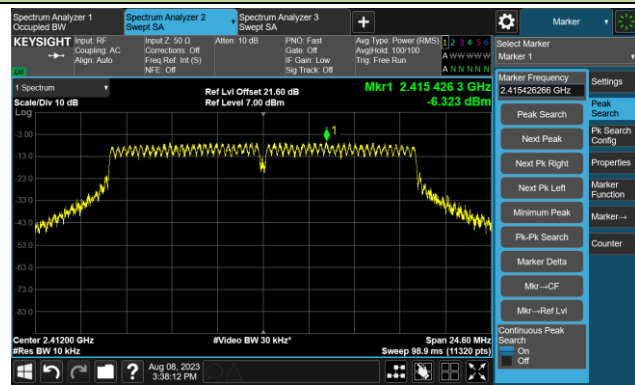 Spectrum Analyzer 1
Occupied BW
Spectrum Analyzer 2
Swept SA
Spectrum Analyzer 3
Swept SA
+
Marker
KEYSIGHT
Input: RF
Coupling: AC
Align: Auto
Input Z: 50 Ω
Corrections: Off
Freq Ref: Int (S)
NFE: Off
Atten: 10 dB
PNO: Fast
Gate: Off
IF Gain: Low
Sig Track: Off
Avg Type: Power (RMS)
Avg|Hold: 100/100
Trig: Free Run
1 2 3 4 5 6
A W W W W W
A N N N N N
Select Marker
Marker 1
1 Spectrum
Scale/Div 10 dB
Log
Ref Lvl Offset 21.60 dB
Ref Level 7.00 dBm
Mkr1 2.415 426 3 GHz
-6.323 dBm
1
-3.00
-13.0
-23.0
-33.0
-43.0
-53.0
-63.0
-73.0
-83.0
Center 2.41200 GHz
#Res BW 10 kHz
#Video BW 30 kHz*
Span 24.60 MHz
Sweep 98.9 ms (11320 pts)
Marker Frequency
2.415426266 GHz
Peak Search
Next Peak
Next Pk Right
Next Pk Left
Minimum Peak
Pk-Pk Search
Marker Delta
Mkr→CF
Mkr→Ref Lvl
Continuous Peak
Search
On
Off
Settings
Peak
Search
Pk Search
Config
Properties
Marker
Function
Marker→
Counter
?
Aug 08, 2023
3:38:12 PM